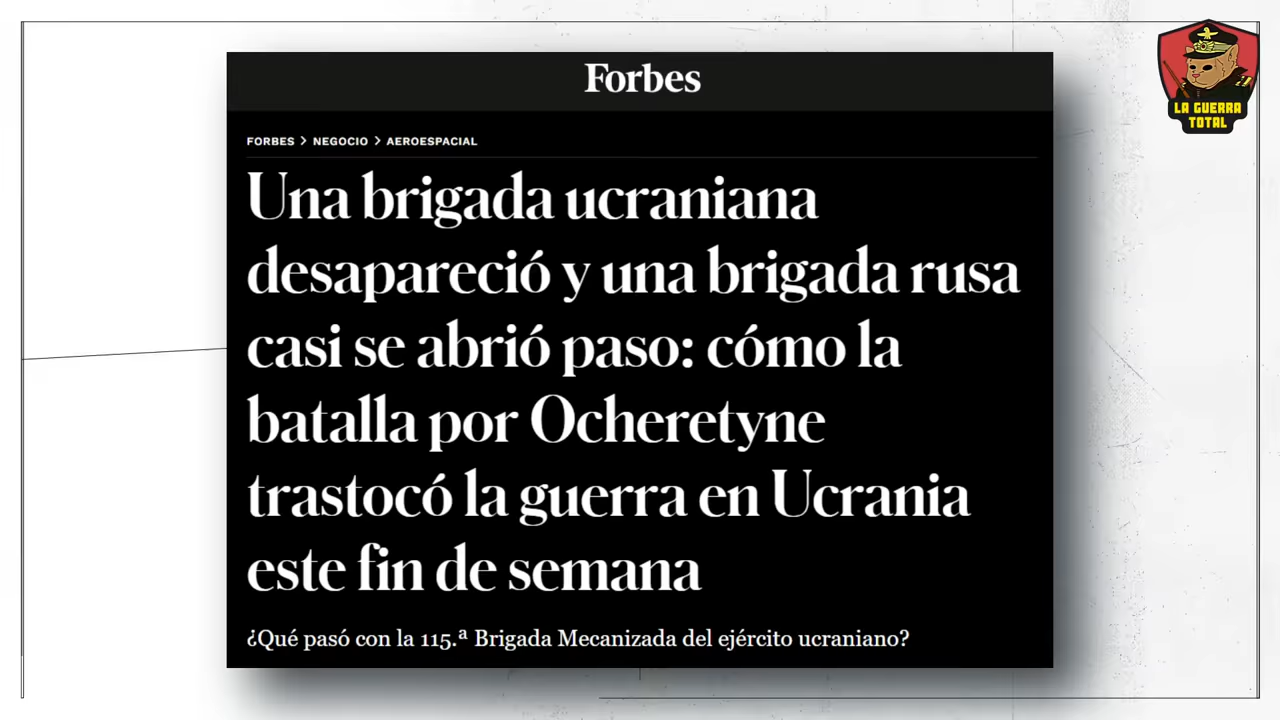 Forbes
FORBES > NEGOCIO > AEROESPACIAL
Una brigada ucraniana
desapareció y una brigada rusa
casi se abrió paso: cómo la
batalla por Ocheretyne
trastocó la guerra en Ucrania
este fin de semana
¿Qué pasó con la 115.ª Brigada Mecanizada del ejército ucraniano?
LA GUERRA
TOTAL